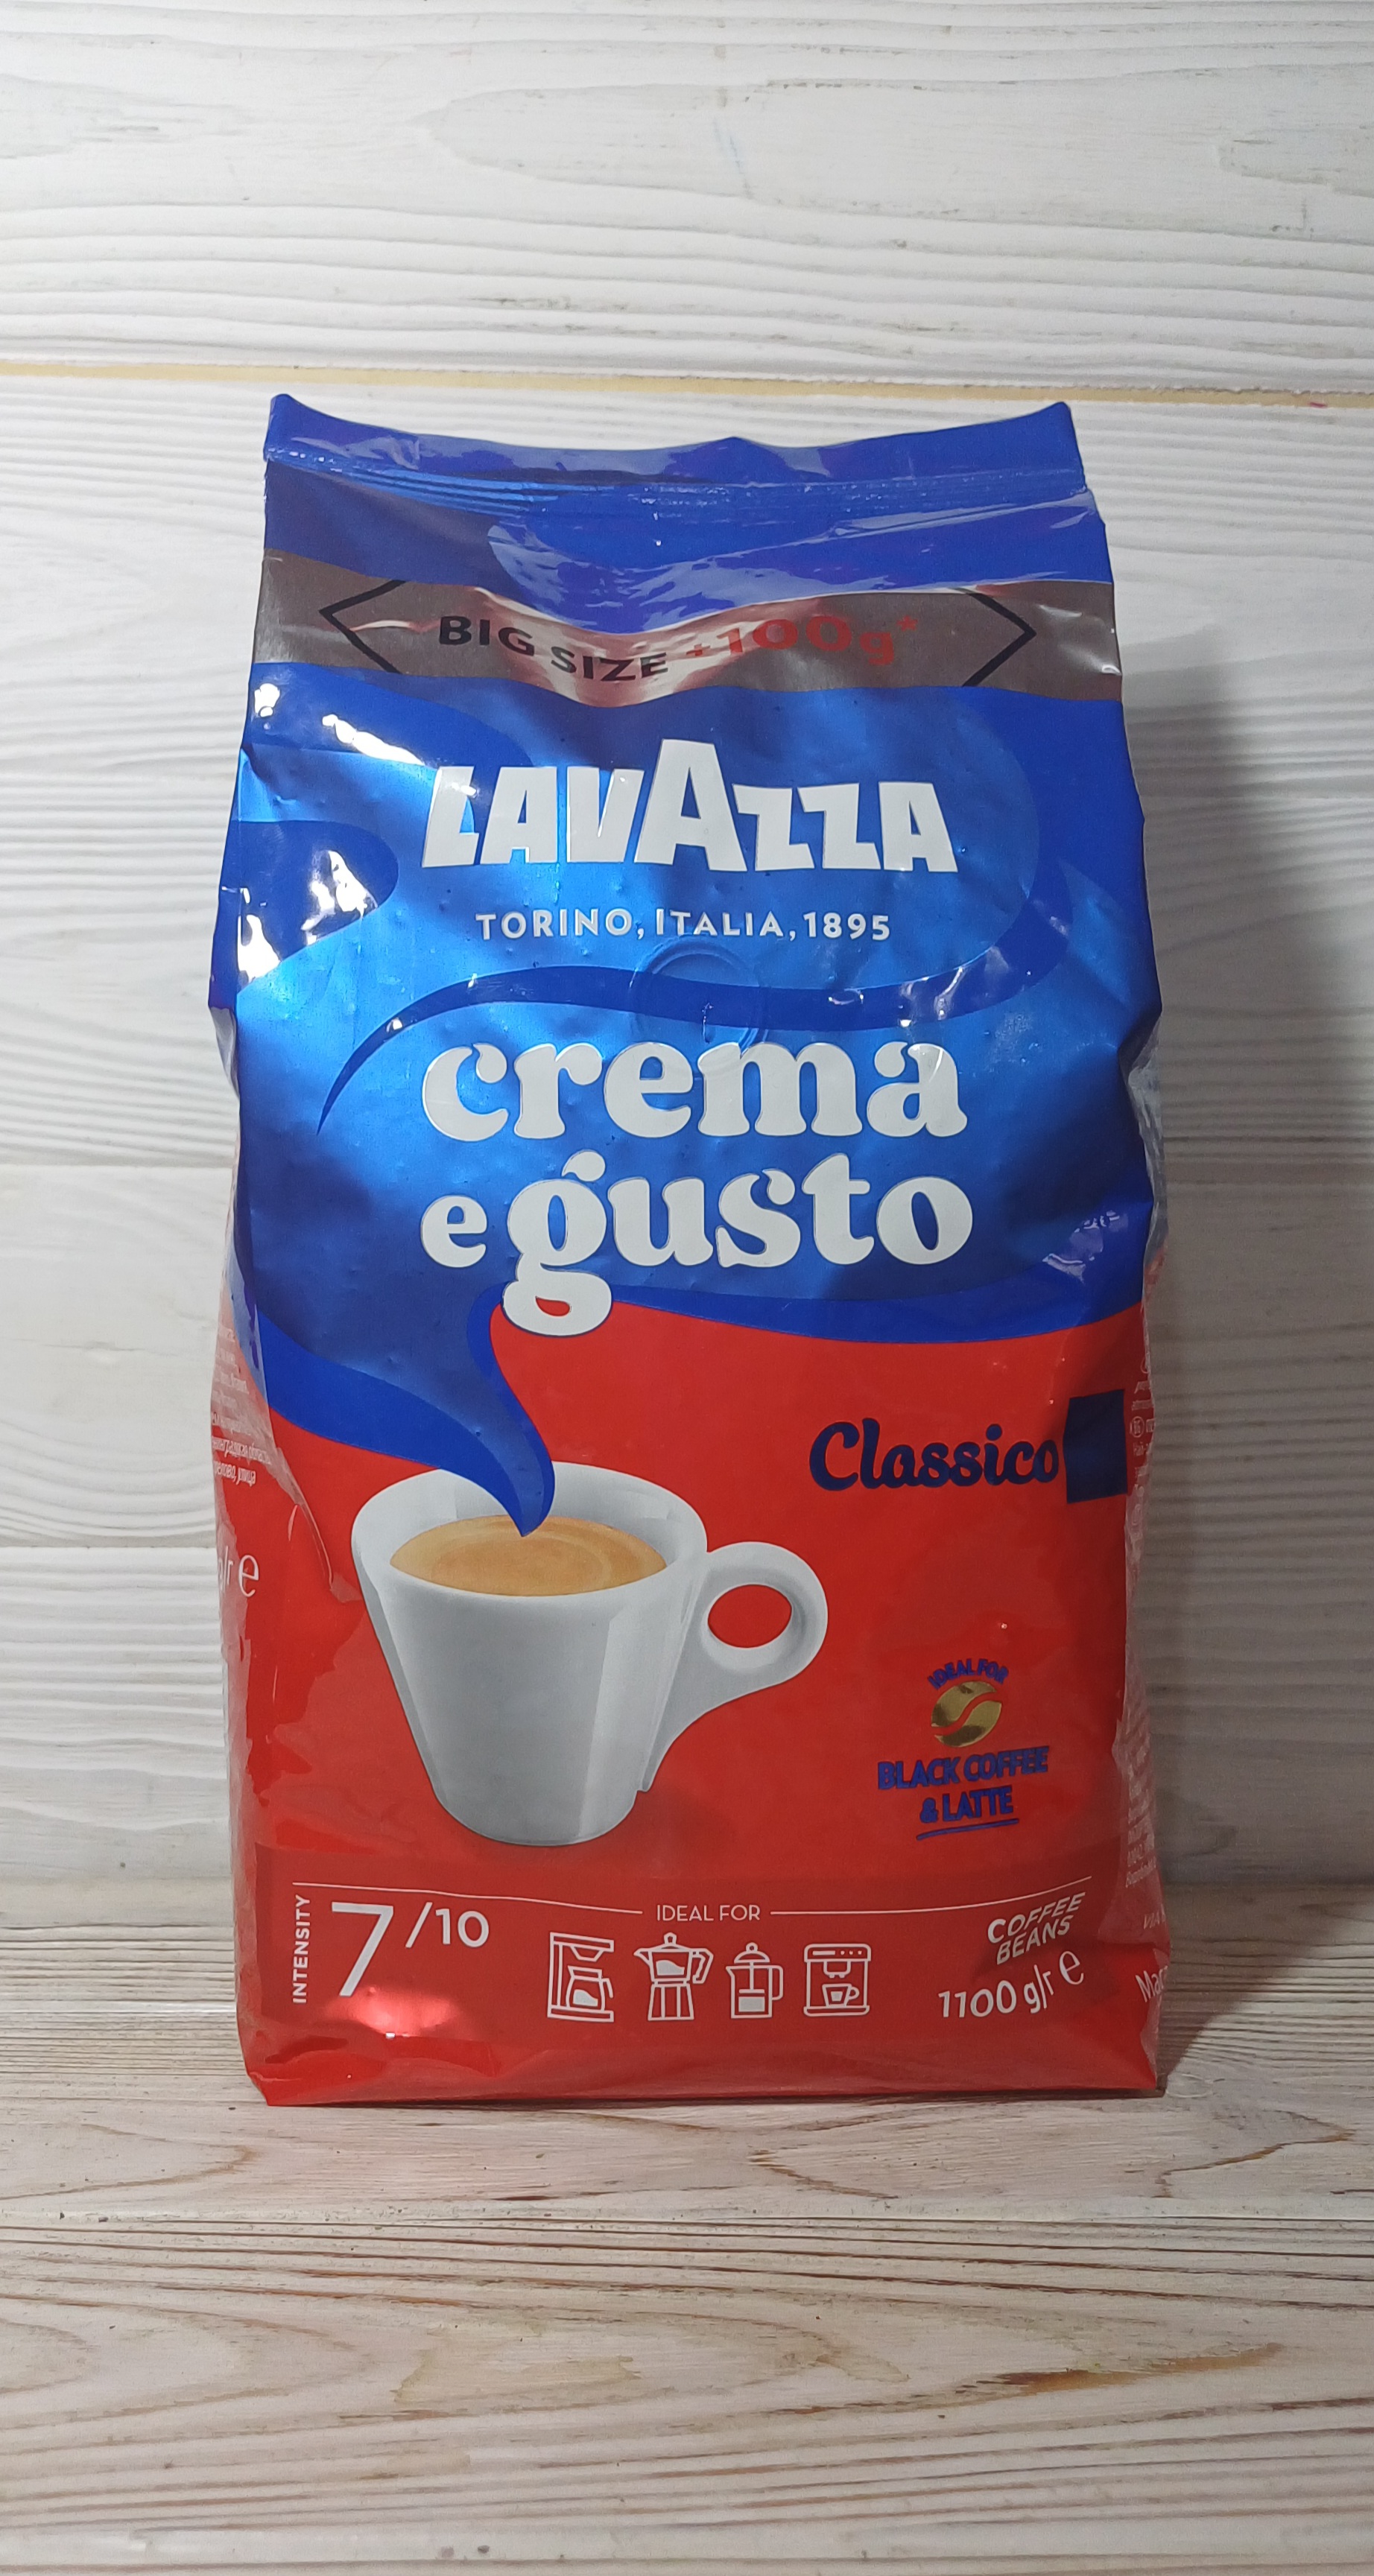 BIG SIZE +100g*
LAVAZZA
TORINO, ITALIA, 1895
crema
e gusto
Classico
IDEAL FOR
BLACK COFFEE
& LATTE
INTENSITY
7/10
IDEAL FOR
COFFEE
BEANS
1100 g/r e
g/r e